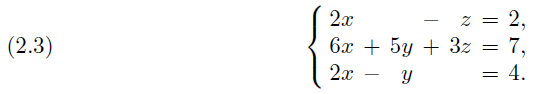 (2.3)
2x − z = 2,
6x + 5y + 3z = 7,
2x − y = 4.